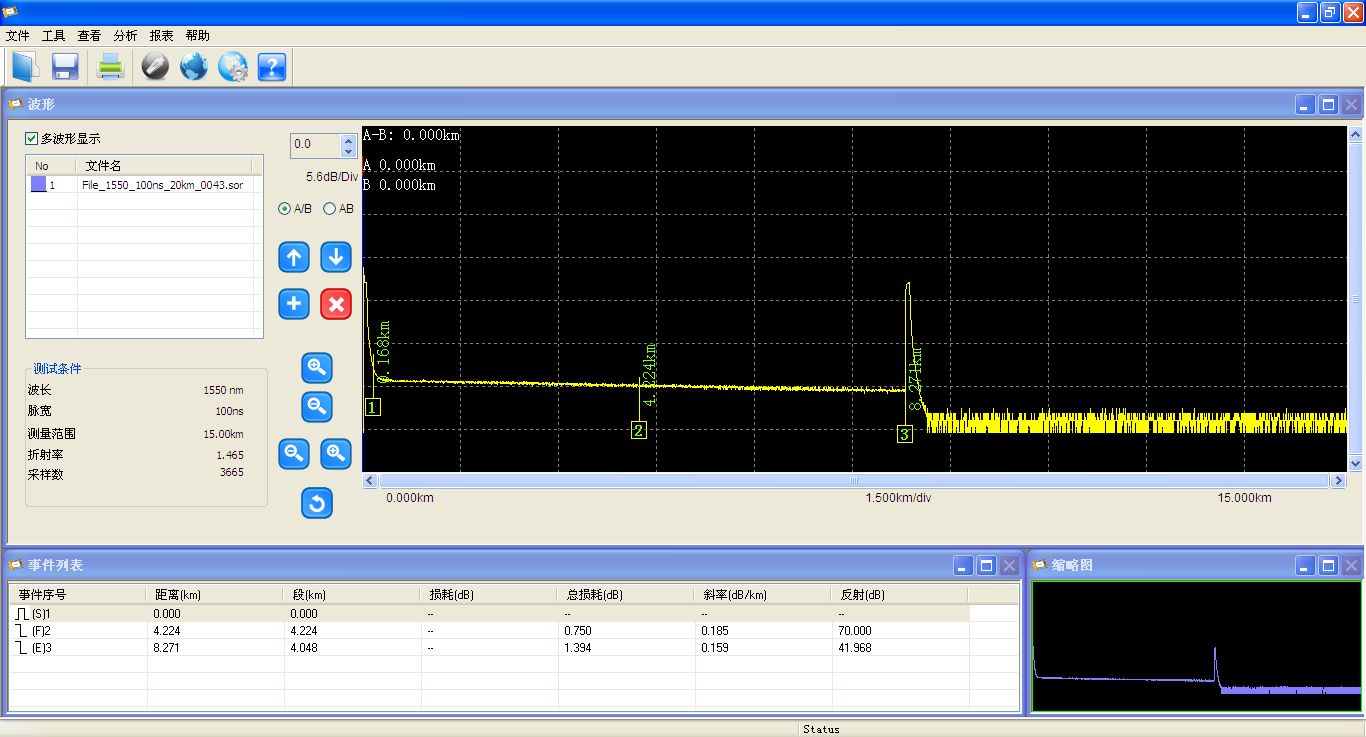 文件 工具 查看 分析 报表 帮助
波形
多波形显示
No 文件名
1 File_1550_100ns_20km_0043.sor
0.0
5.6dB/Div
A/B AB
A-B: 0.000km
A 0.000km
B 0.000km
0.168km
4.224km
8.271km
1
2
3
0.000km 1.500km/div 15.000km
测试条件
波长 1550 nm
脉宽 100ns
测量范围 15.00km
折射率 1.465
采样数 3665
事件列表
事件序号 距离(km) 段(km) 损耗(dB) 总损耗(dB) 斜率(dB/km) 反射(dB)
(S)1 0.000 0.000 -- -- -- --
(F)2 4.224 4.224 -- 0.750 0.185 70.000
(E)3 8.271 4.048 -- 1.394 0.159 41.968
缩略图
Status